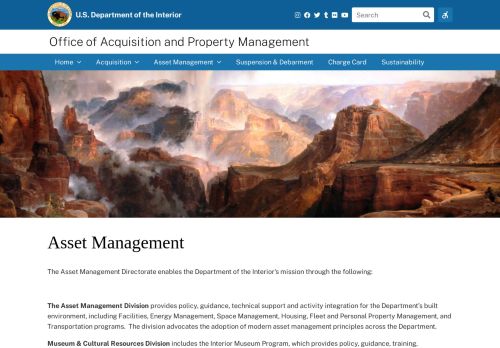 U.S. Department of the Interior
Search
Office of Acquisition and Property Management
Home Acquisition Asset Management Suspension & Debarment Charge Card Sustainability
Asset Management
The Asset Management Directorate enables the Department of the Interior's mission through the following:
The Asset Management Division provides policy, guidance, technical support and activity integration for the Department's built
environment, including Facilities, Energy Management, Space Management, Housing, Fleet and Personal Property Management, and
Transportation programs. The division advocates the adoption of modern asset management principles across the Department.
Museum & Cultural Resources Division includes the Interior Museum Program, which provides policy, guidance, training,